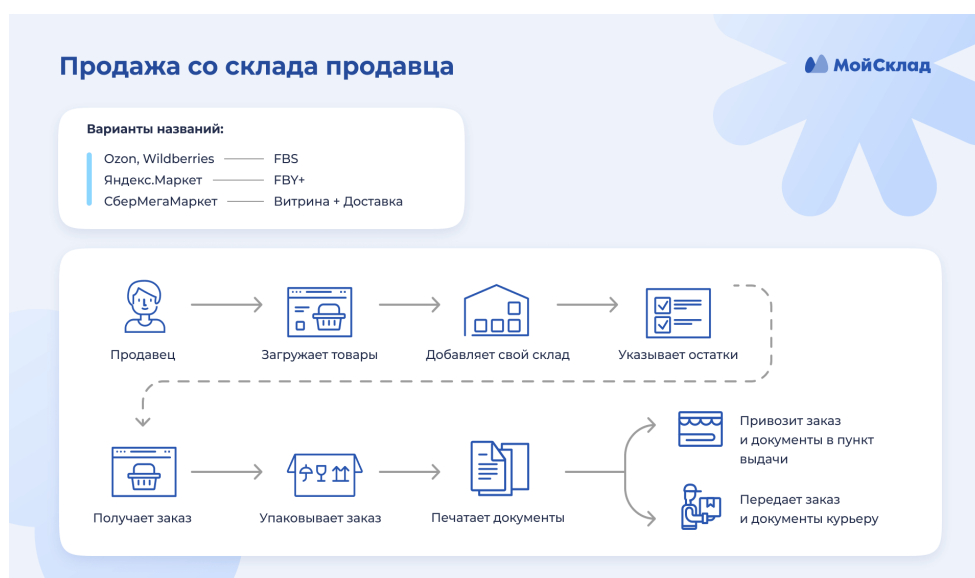 Продажа со склада продавца
МойСклад
Варианты названий:
Ozon, Wildberries FBS
Яндекс.Маркет FBY+
СберМегаМаркет Витрина + Доставка
Продавец
Загружает товары
Добавляет свой склад
Указывает остатки
Получает заказ
Упаковывает заказ
Печатает документы
Привозит заказ
и документы в пункт
выдачи
Передает заказ
и документы курьеру